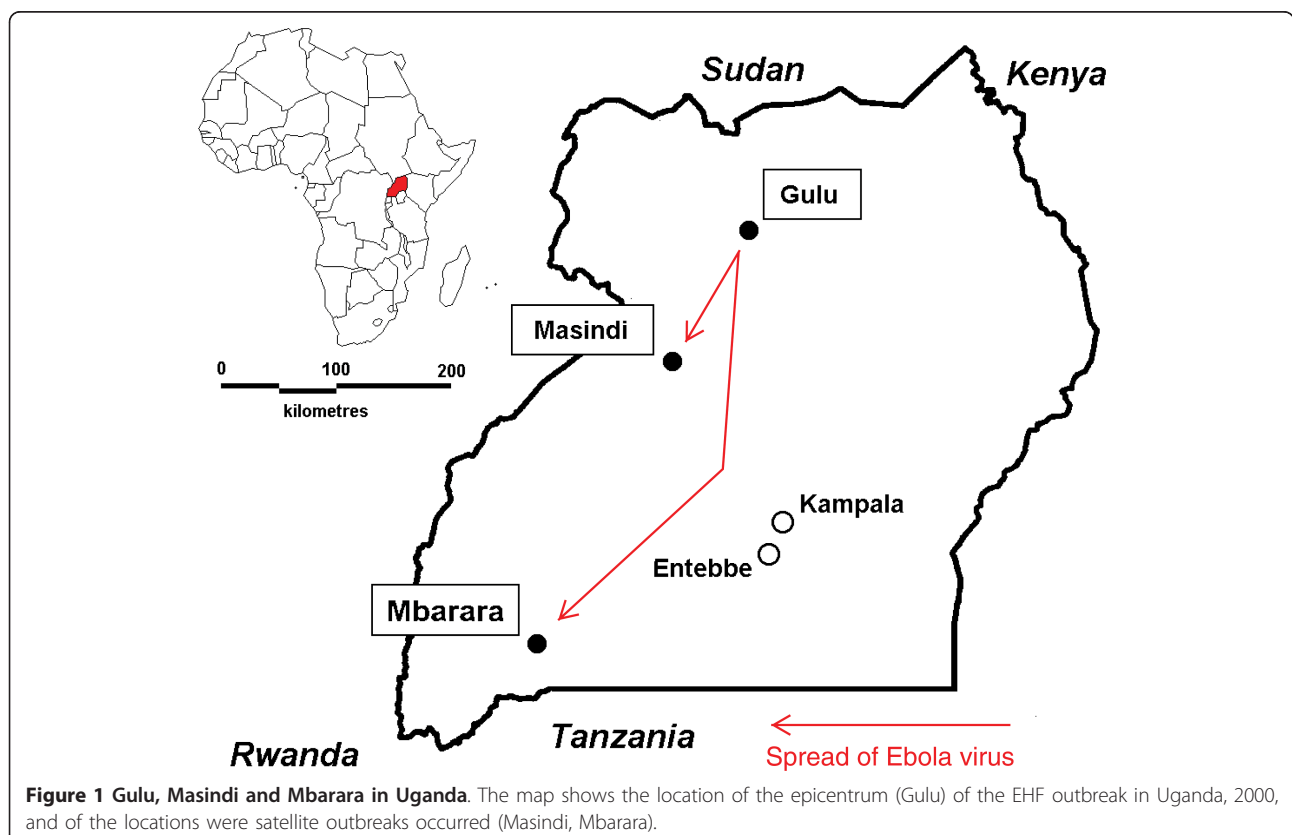 Sudan
Kenya
Gulu
Masindi
0 100 200
kilometres
Kampala
Entebbe
Mbarara
Tanzania
Rwanda
Spread of Ebola virus
Figure 1 Gulu, Masindi and Mbarara in Uganda. The map shows the location of the epicentrum (Gulu) of the EHF outbreak in Uganda, 2000,
and of the locations were satellite outbreaks occurred (Masindi, Mbarara).